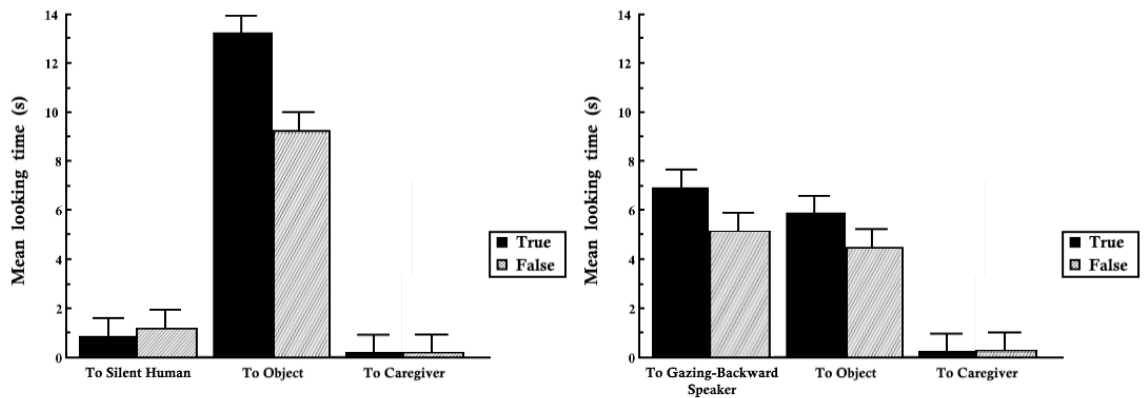 Mean looking time (s)
14
12
10
8
6
4
2
0
To Silent Human
To Object
To Caregiver
True
False
Mean looking time (s)
14
12
10
8
6
4
2
0
To Gazing-Backward
Speaker
To Object
To Caregiver
True
False